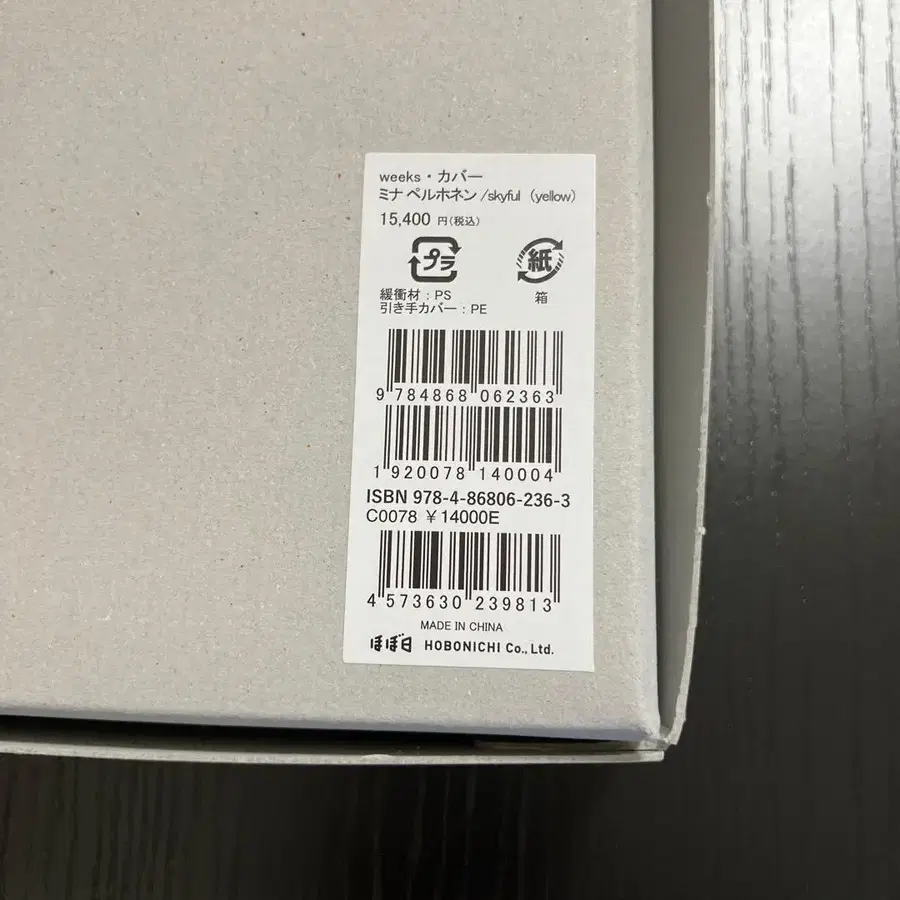 weeks・カバー
ミナ ペルホネン /skyful（yellow）
15,400 円(税込)
プラ 紙
緩衝材：PS 箱
引き手カバー：PE
9 784868 062363
1 920078 140004
ISBN 978-4-86806-236-3
C0078 ¥14000E
4 573630 239813
MADE IN CHINA
ほぼ日 HOBONICHI Co., Ltd.